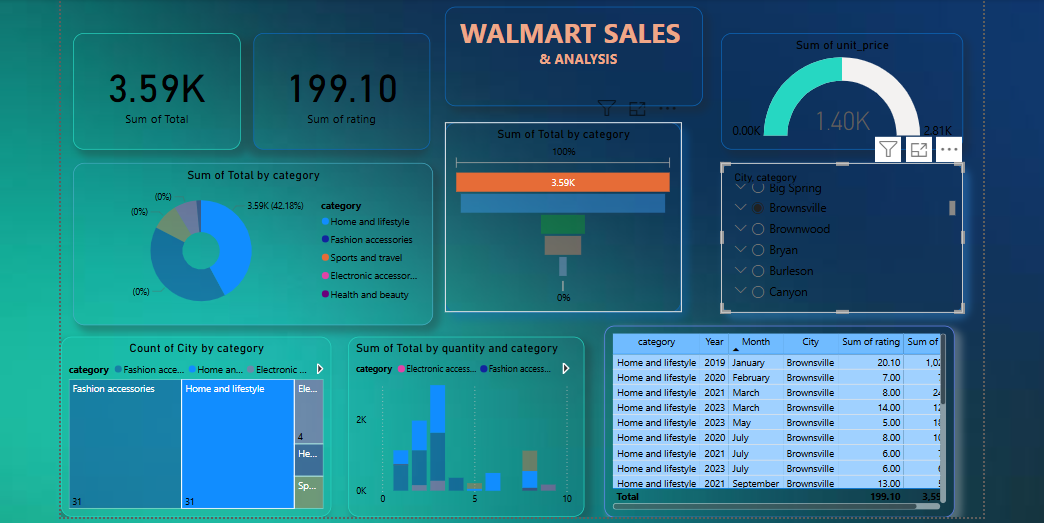 WALMART SALES
& ANALYSIS
3.59K
Sum of Total
199.10
Sum of rating
Sum of unit_price
1.40K
0.00K
2.81K
Sum of Total by category
(0%)
(0%)
(0%)
3.59K (42.18%)
category
Home and lifestyle
Fashion accessories
Sports and travel
Electronic accessor...
Health and beauty
Sum of Total by category
100%
3.59K
0%
City, category
Big Spring
Brownsville
Brownwood
Bryan
Burleson
Canyon
Count of City by category
category Fashion acce... Home an... Electronic ...
Fashion accessories
31
Home and lifestyle
31
Ele...
4
He...
Sp...
Sum of Total by quantity and category
category Electronic access... Fashion access...
2K
0K
0 5 10
category Year Month City Sum of rating Sum of
Home and lifestyle 2019 January Brownsville 20.10 1,0
Home and lifestyle 2020 February Brownsville 7.00
Home and lifestyle 2021 March Brownsville 8.00 2
Home and lifestyle 2023 March Brownsville 14.00 1
Home and lifestyle 2023 May Brownsville 5.00 1
Home and lifestyle 2020 July Brownsville 8.00 1
Home and lifestyle 2021 July Brownsville 6.00
Home and lifestyle 2023 July Brownsville 6.00
Home and lifestyle 2021 September Brownsville 13.00
Total 199.10 3,5